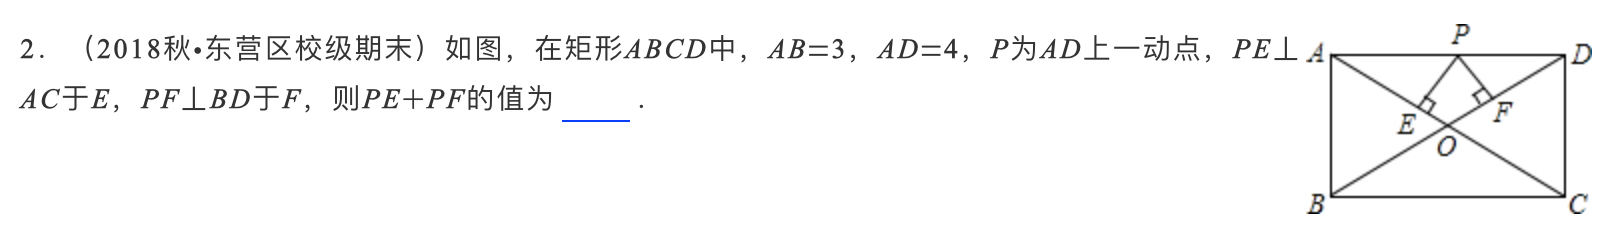 2. (2018秋•东营区校级期末)如图，在矩形ABCD中，AB=3，AD=4，P为AD上一动点，PE⊥
AC于E，PF⊥BD于F，则PE+PF的值为 ____ .
P
A D
E F
O
B C